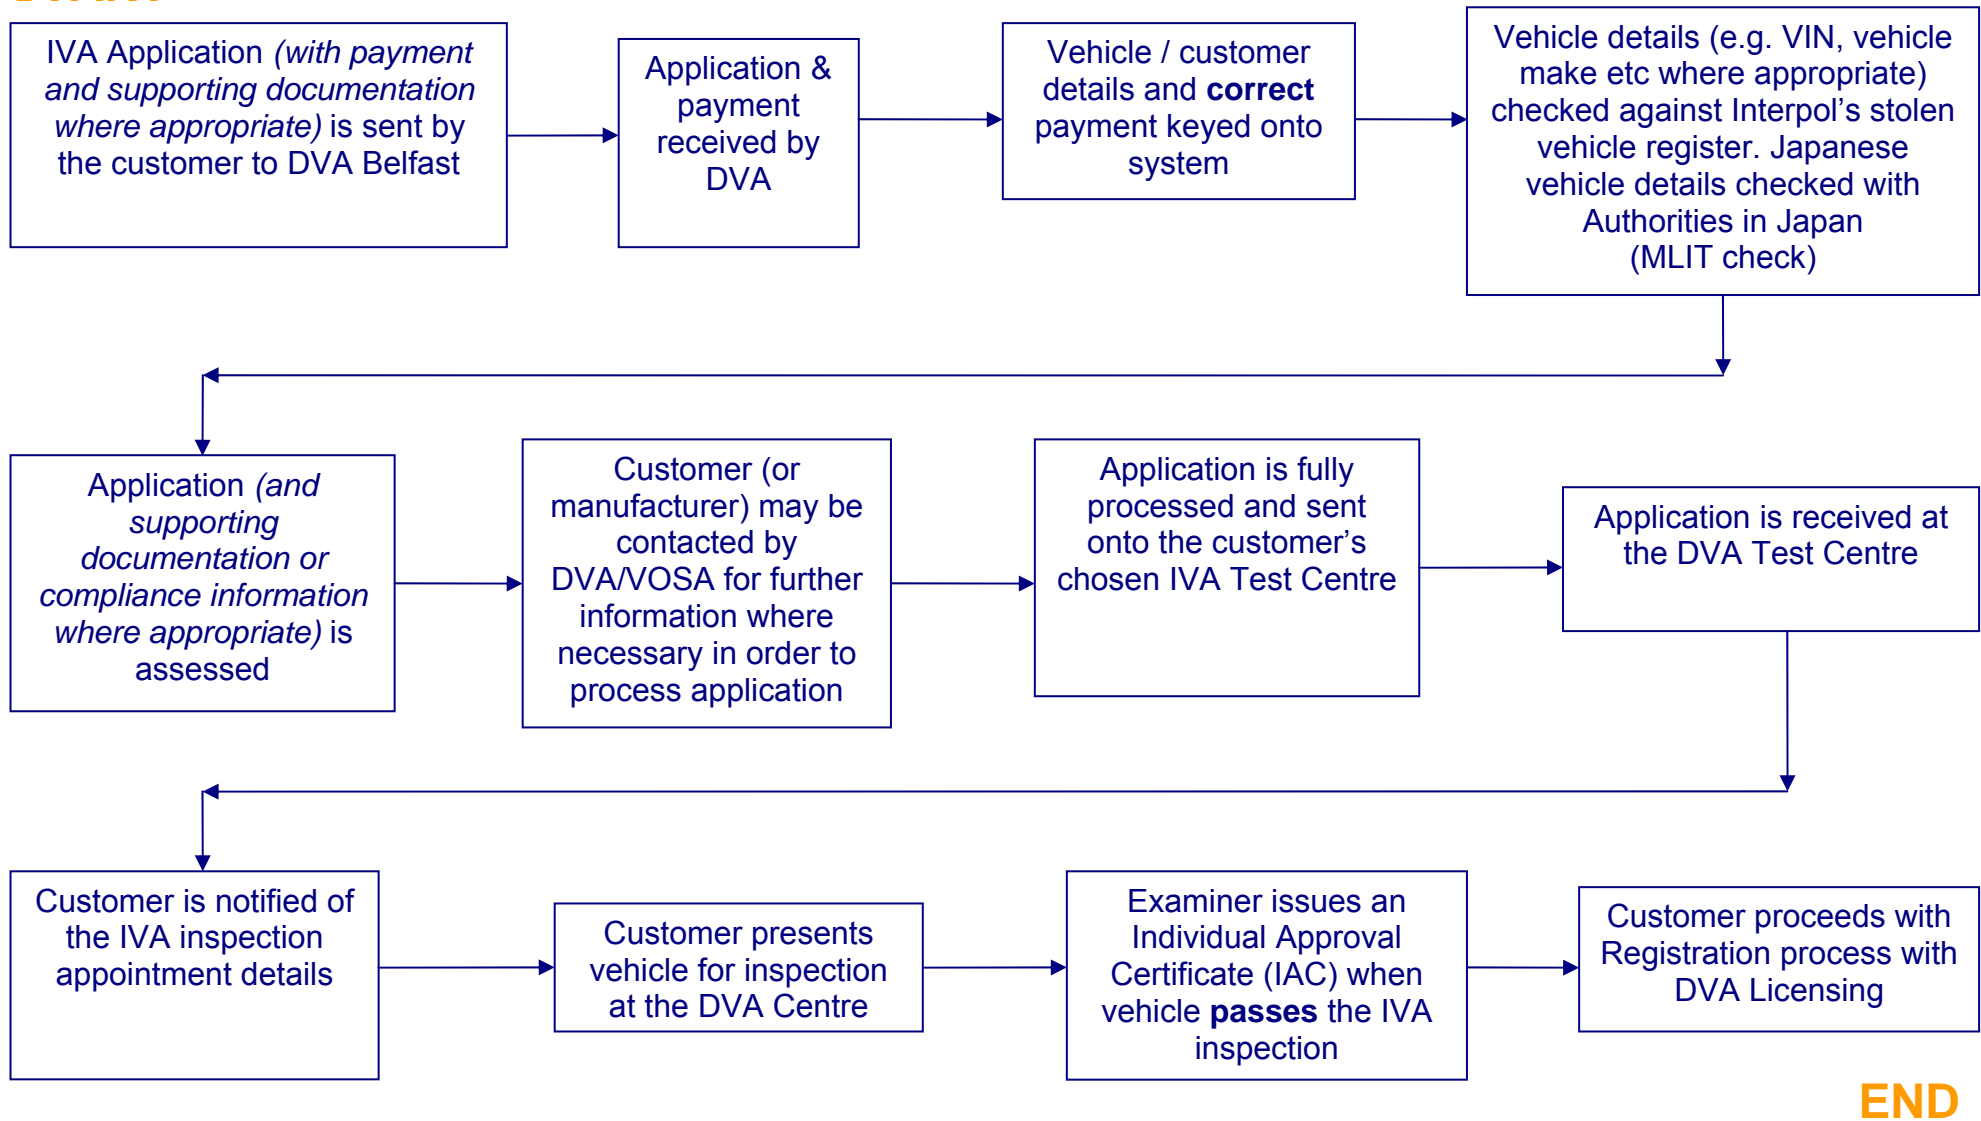 IVA Application (with payment
and supporting documentation
where appropriate) is sent by
the customer to DVA Belfast
Application &
payment
received by
DVA
Vehicle / customer
details and correct
payment keyed onto
system
Vehicle details (e.g. VIN, vehicle
make etc where appropriate)
checked against Interpol’s stolen
vehicle register. Japanese
vehicle details checked with
Authorities in Japan
(MLIT check)
Application (and
supporting
documentation or
compliance information
where appropriate) is
assessed
Customer (or
manufacturer) may be
contacted by
DVA/VOSA for further
information where
necessary in order to
process application
Application is fully
processed and sent
onto the customer’s
chosen IVA Test Centre
Application is received at
the DVA Test Centre
Customer is notified of
the IVA inspection
appointment details
Customer presents
vehicle for inspection
at the DVA Centre
Examiner issues an
Individual Approval
Certificate (IAC) when
vehicle passes the IVA
inspection
Customer proceeds with
Registration process with
DVA Licensing
END